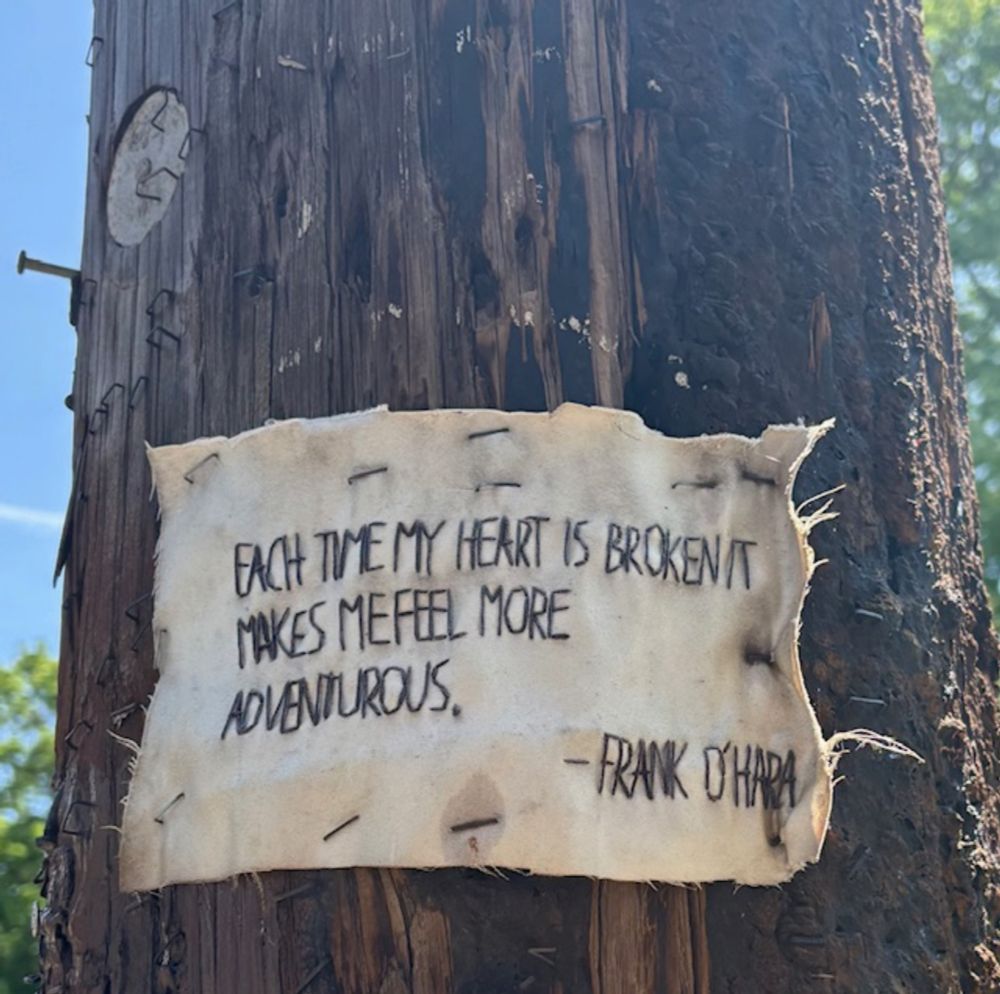 EACH TIME MY HEART IS BROKEN IT
MAKES ME FEEL MORE
ADVENTUROUS.
- FRANK O'HARA